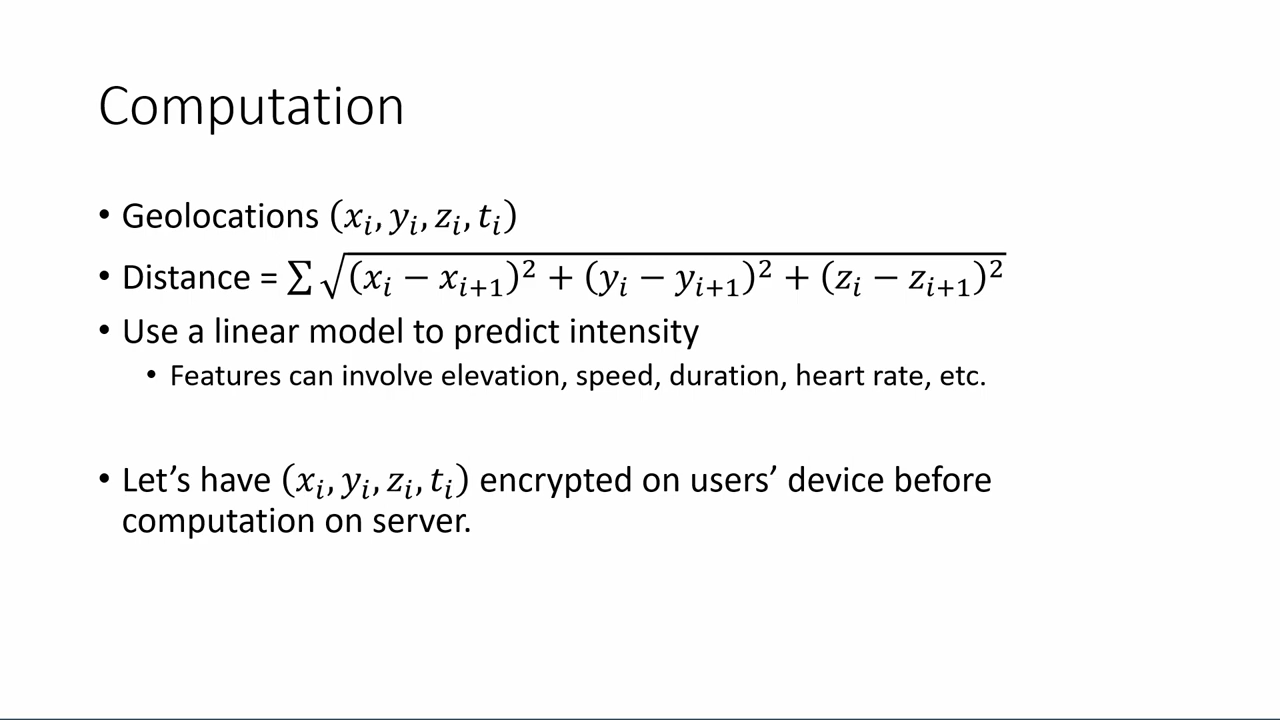 Computation
• Geolocations (xᵢ, yᵢ, zᵢ, tᵢ)
• Distance = ∑ √((xᵢ − xᵢ₊₁)² + (yᵢ − yᵢ₊₁)² + (zᵢ − zᵢ₊₁)²)
• Use a linear model to predict intensity
• Features can involve elevation, speed, duration, heart rate, etc.
• Let’s have (xᵢ, yᵢ, zᵢ, tᵢ) encrypted on users’ device before
computation on server.